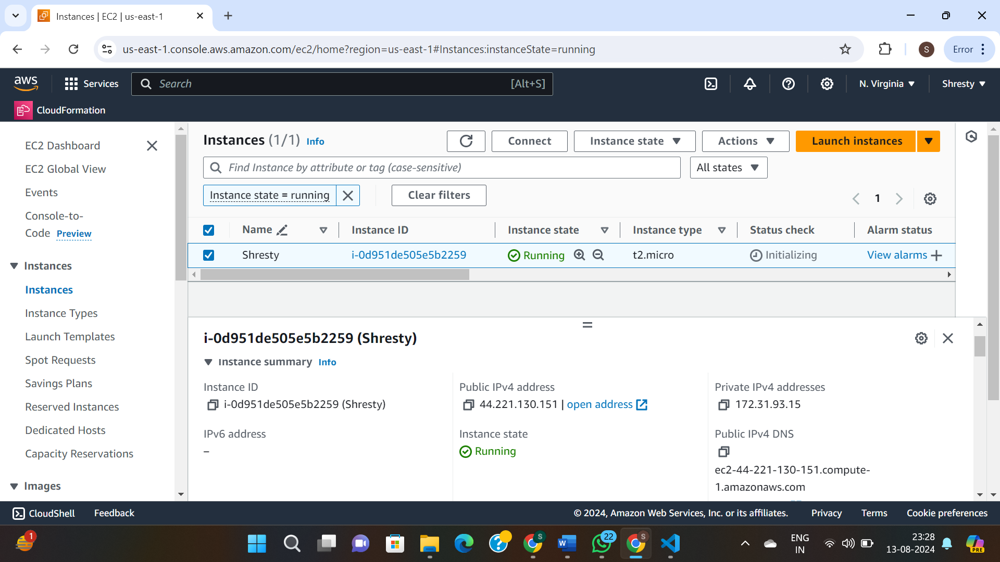 Instances | EC2 | us-east-1
us-east-1.console.aws.amazon.com/ec2/home?region=us-east-1#Instances:instanceState=running
S
Error
aws
Services
Search
[Alt+S]
N. Virginia
Shresty
CloudFormation
EC2 Dashboard
EC2 Global View
Events
Console-to-
Code Preview
Instances
Instances
Instance Types
Launch Templates
Spot Requests
Savings Plans
Reserved Instances
Dedicated Hosts
Capacity Reservations
Images
Instances (1/1) Info
Connect
Instance state
Actions
Launch instances
Find Instance by attribute or tag (case-sensitive)
All states
Instance state = running
Clear filters
1
Name Instance ID Instance state Instance type Status check Alarm status
Shresty i-0d951de505e5b2259 Running t2.micro Initializing View alarms
i-0d951de505e5b2259 (Shresty)
Instance summary Info
Instance ID
i-0d951de505e5b2259 (Shresty)
IPv6 address
–
Public IPv4 address
44.221.130.151 | open address
Instance state
Running
Private IPv4 addresses
172.31.93.15
Public IPv4 DNS
ec2-44-221-130-151.compute-
1.amazonaws.com
CloudShell
Feedback
© 2024, Amazon Web Services, Inc. or its affiliates.
Privacy
Terms
Cookie preferences
1
S
W
22
S
ENG
IN
23:28
13-08-2024
PRE